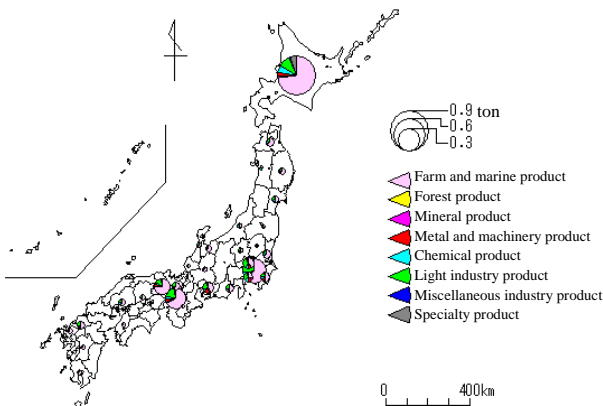 0.9 ton
0.6
0.3
Farm and marine product
Forest product
Mineral product
Metal and machinery product
Chemical product
Light industry product
Miscellaneous industry product
Specialty product
0 400km